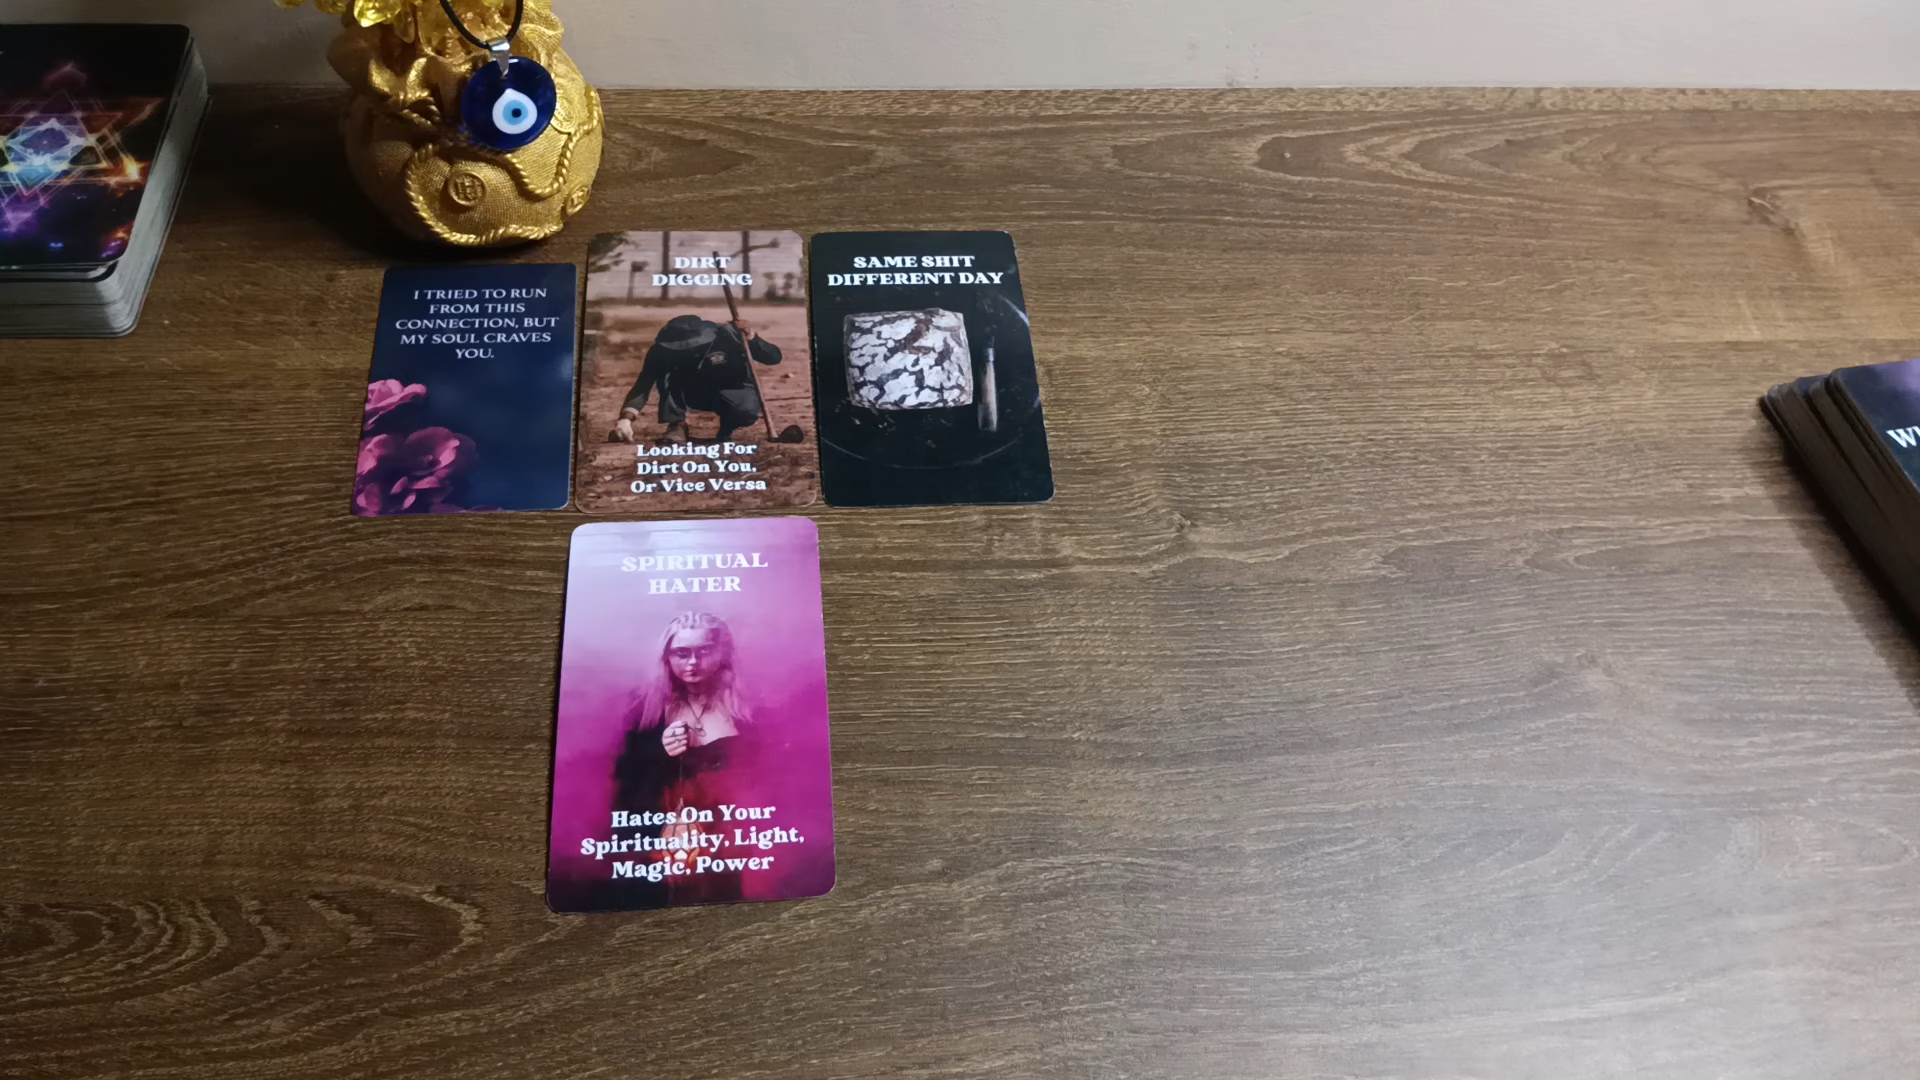 I TRIED TO RUN
FROM THIS
CONNECTION, BUT
MY SOUL CRAVES
YOU.
DIRT
DIGGING
Looking For
Dirt On You,
Or Vice Versa
SAME SHIT
DIFFERENT DAY
SPIRITUAL
HATER
Hates On Your
Spirituality, Light,
Magic, Power